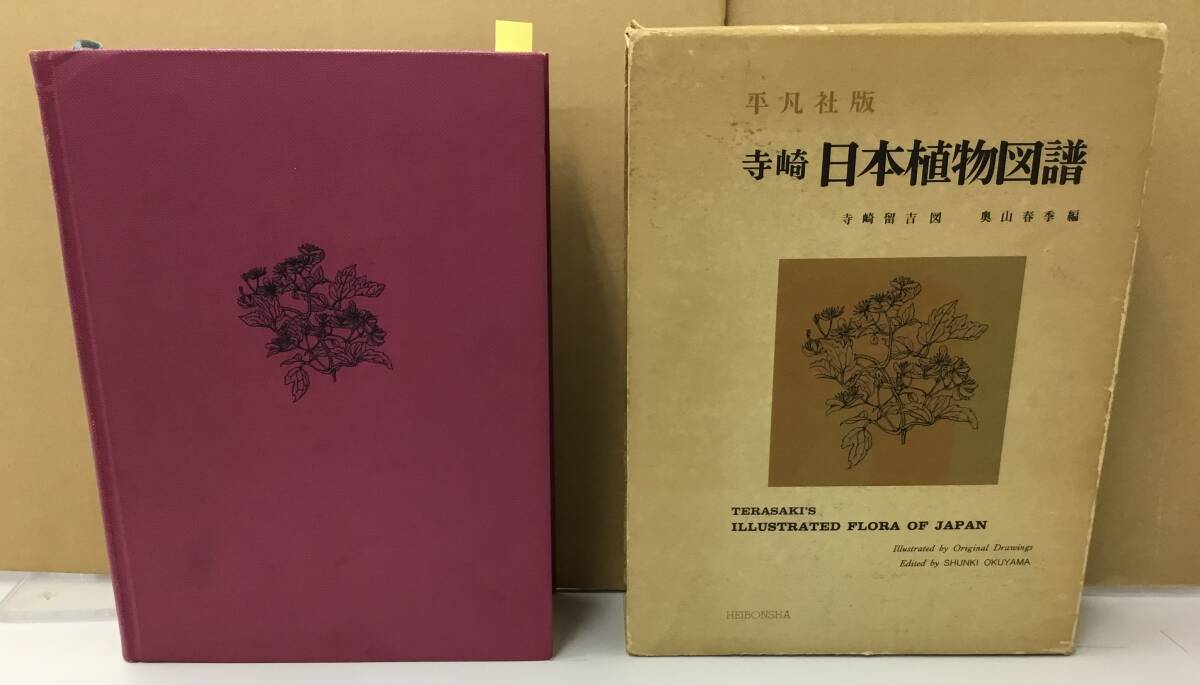 平凡社版
寺崎 日本植物図譜
寺崎留吉図 奥山春季編
TERASAKI'S
ILLUSTRATED FLORA OF JAPAN
Illustrated by Original Drawings
Edited by SHUNKI OKUYAMA
HEIBONSHA